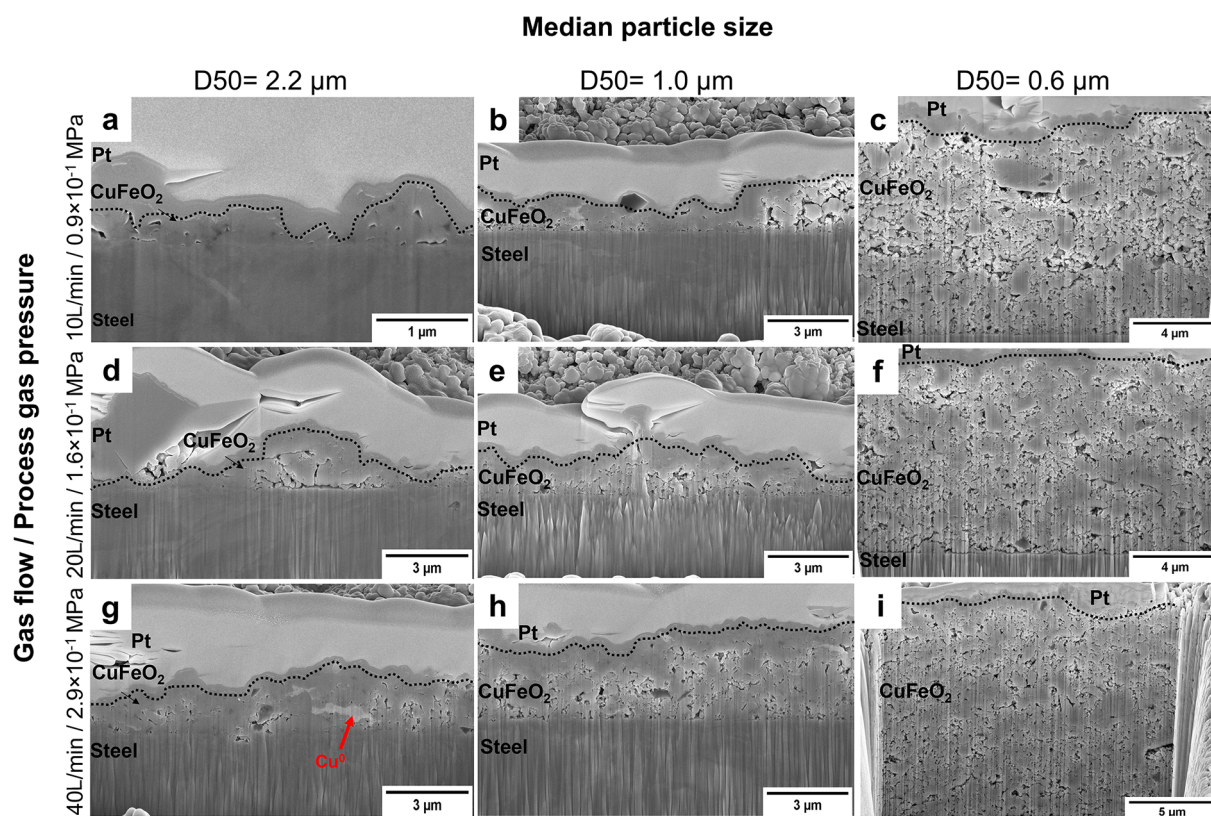 Median particle size
D50= 2.2 µm
D50= 1.0 µm
D50= 0.6 µm
Gas flow / Process gas pressure
10L/min / 0.9×10⁻¹ MPa
a
Pt
CuFeO₂
Steel
1 µm
b
Pt
CuFeO₂
Steel
3 µm
c
Pt
CuFeO₂
Steel
4 µm
20L/min / 1.6×10⁻¹ MPa
d
Pt
CuFeO₂
Steel
3 µm
e
Pt
CuFeO₂
Steel
3 µm
f
Pt
CuFeO₂
Steel
4 µm
40L/min / 2.9×10⁻¹ MPa
g
Pt
CuFeO₂
Steel
Cu⁰
3 µm
h
Pt
CuFeO₂
Steel
3 µm
i
Pt
CuFeO₂
5 µm